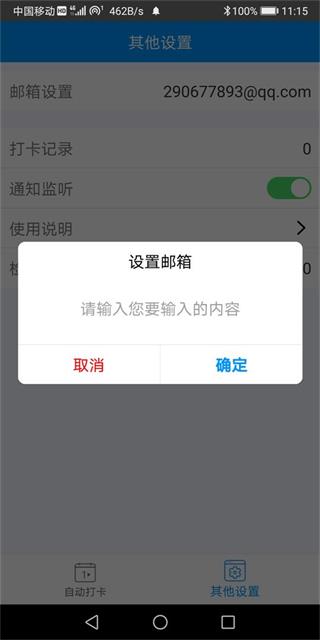 中国移动 HD 4G 462B/s 100% 11:15
其他设置
邮箱设置 290677893@qq.com
打卡记录 0
通知监听
使用说明
设置邮箱
请输入您要输入的内容
取消 确定
自动打卡 其他设置